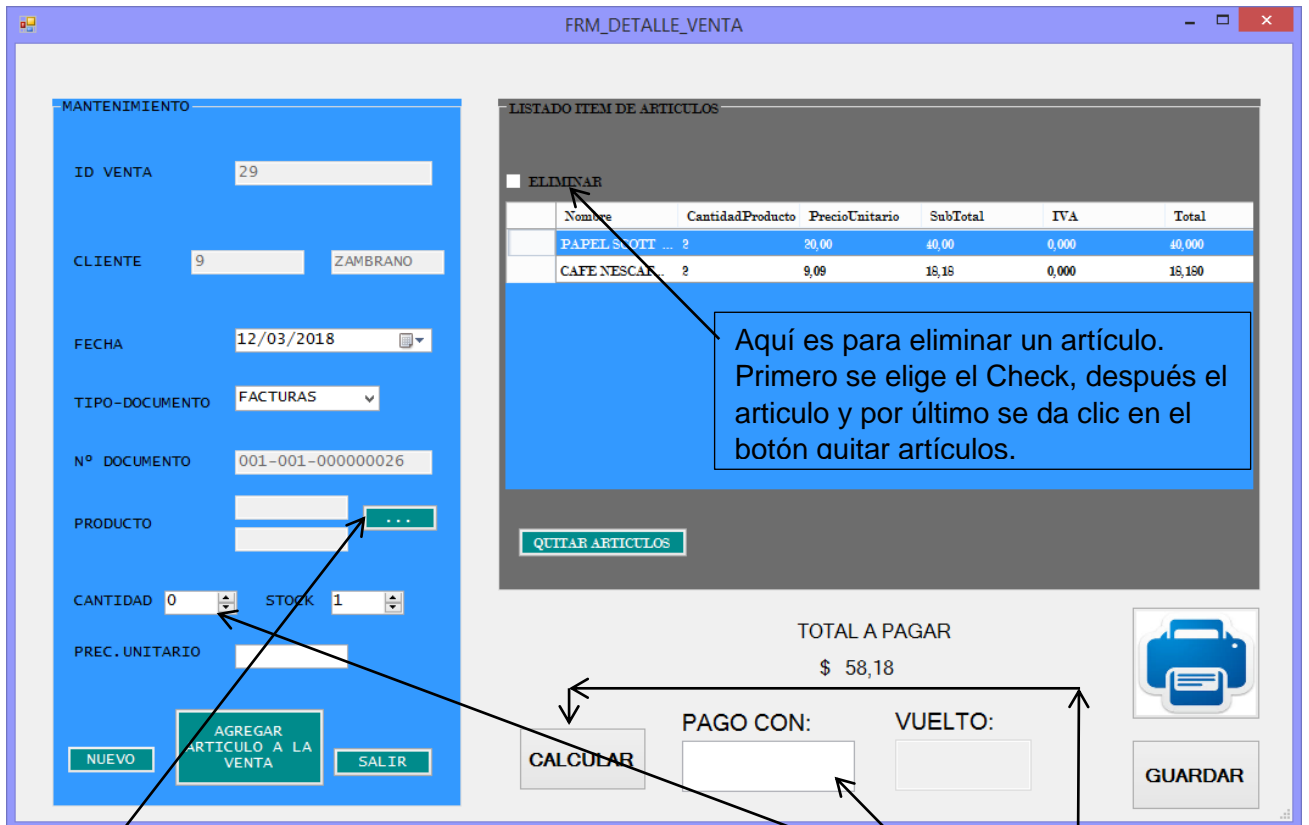 FRM_DETALLE_VENTA
MANTENIMIENTO
ID VENTA 29
CLIENTE 9 ZAMBRANO
FECHA 12/03/2018
TIPO-DOCUMENTO FACTURAS
Nº DOCUMENTO 001-001-000000026
PRODUCTO ...
CANTIDAD 0 STOCK 1
PREC.UNITARIO
NUEVO
AGREGAR
ARTICULO A LA
VENTA
SALIR
LISTADO ITEM DE ARTICULOS
ELIMINAR
Nombre CantidadProducto PrecioUnitario SubTotal IVA Total
PAPEL SCOTT ... 2 20,00 40,00 0,000 40,000
CAFE NESCAF... 2 9,09 18,18 0,000 18,180
Aquí es para eliminar un artículo.
Primero se elige el Check, después el
articulo y por último se da clic en el
botón quitar artículos.
QUITAR ARTICULOS
TOTAL A PAGAR
$ 58,18
CALCULAR
PAGO CON:
VUELTO:
GUARDAR